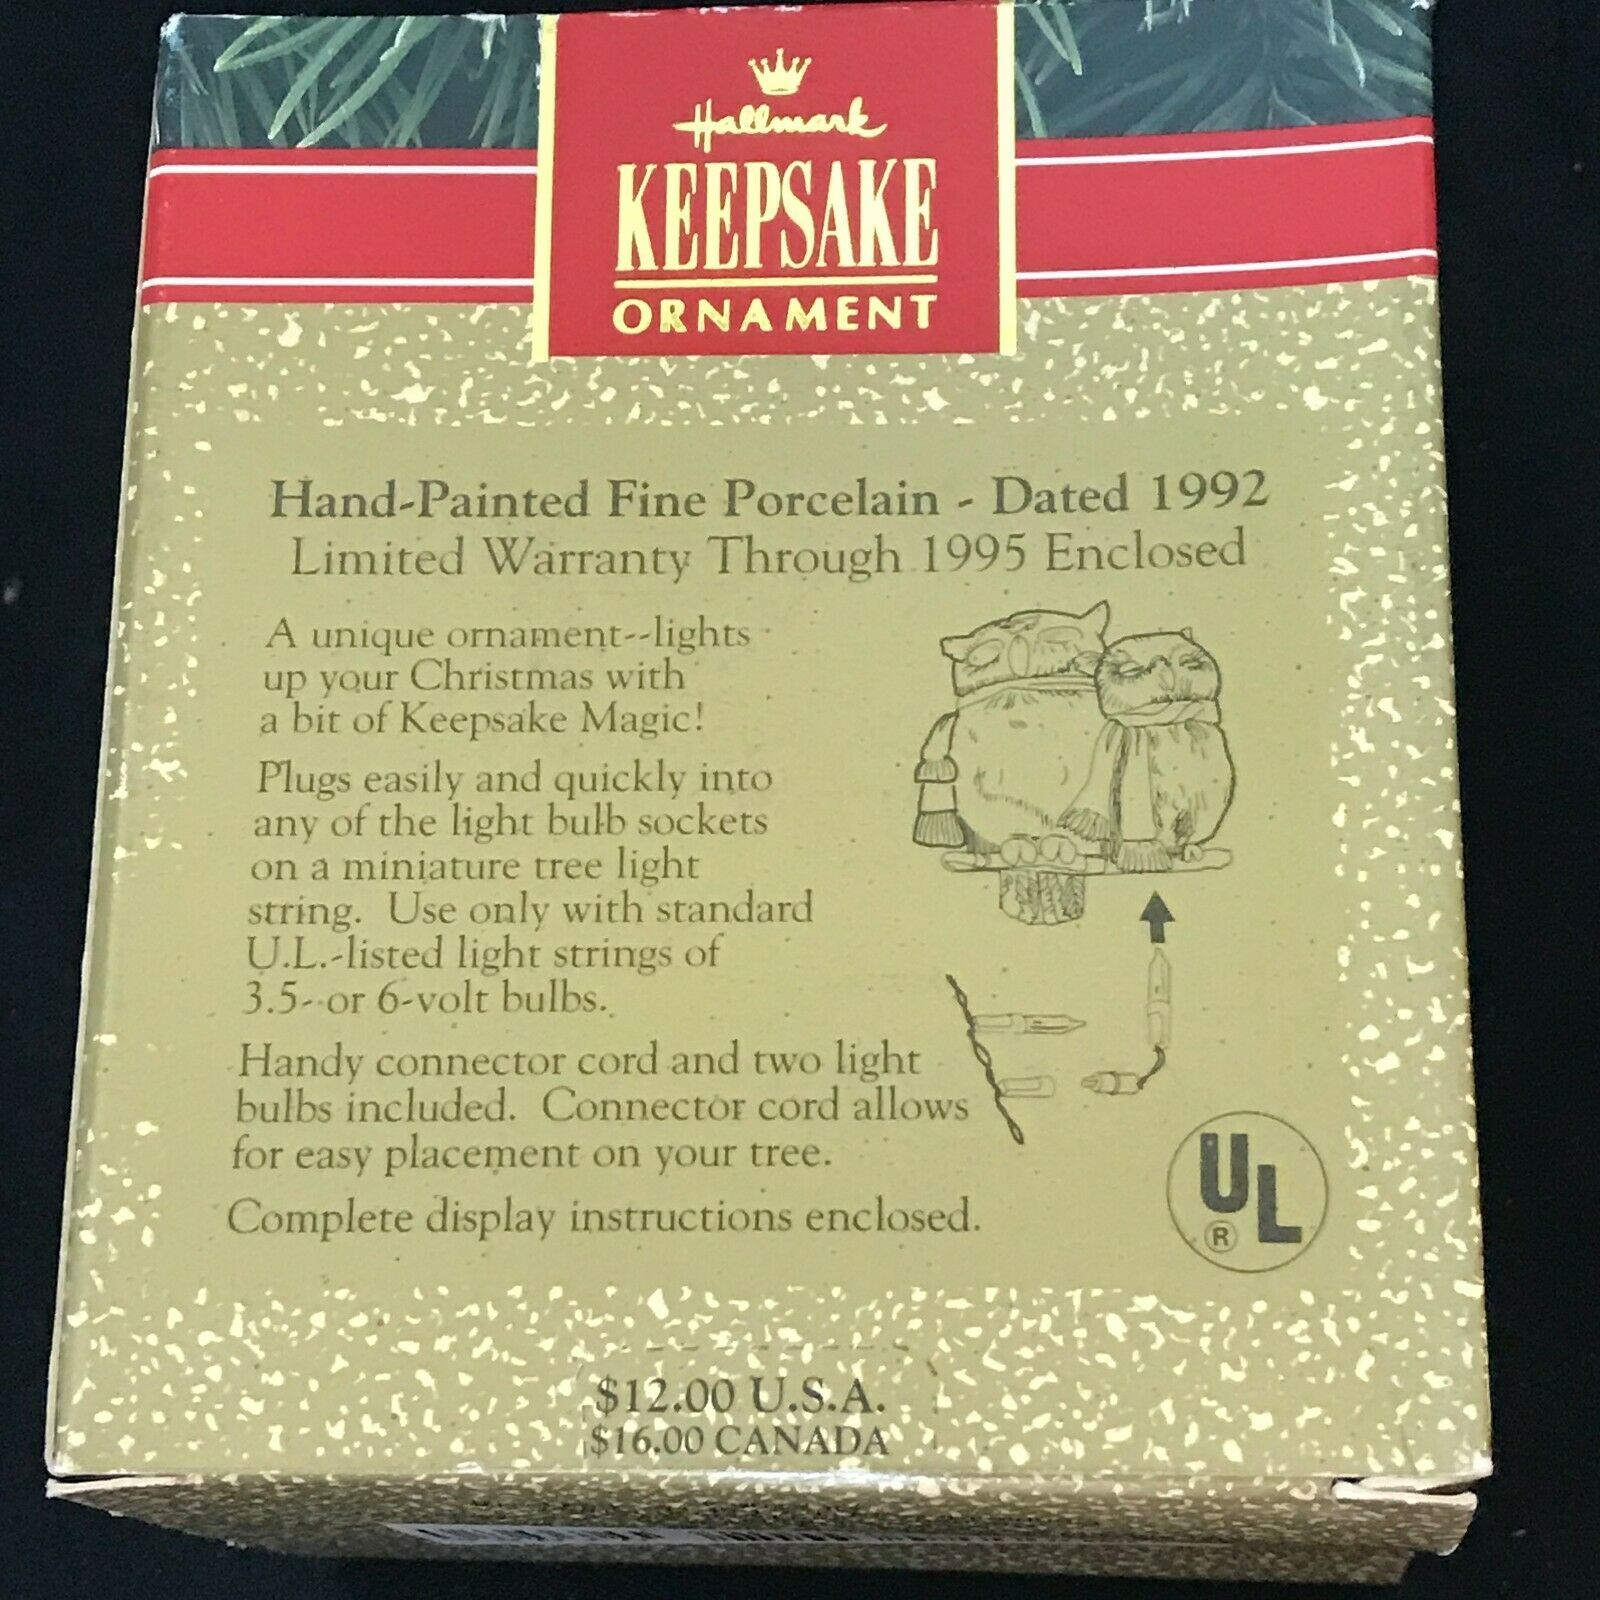 Hallmark
KEEPSAKE
ORNAMENT
Hand-Painted Fine Porcelain - Dated 1992
Limited Warranty Through 1995 Enclosed
A unique ornament--lights
up your Christmas with
a bit of Keepsake Magic!
Plugs easily and quickly into
any of the light bulb sockets
on a miniature tree light
string. Use only with standard
U.L.-listed light strings of
3.5- or 6-volt bulbs.
Handy connector cord and two light
bulbs included. Connector cord allows
for easy placement on your tree.
Complete display instructions enclosed.
UL
®
$12.00 U.S.A.
$16.00 CANADA